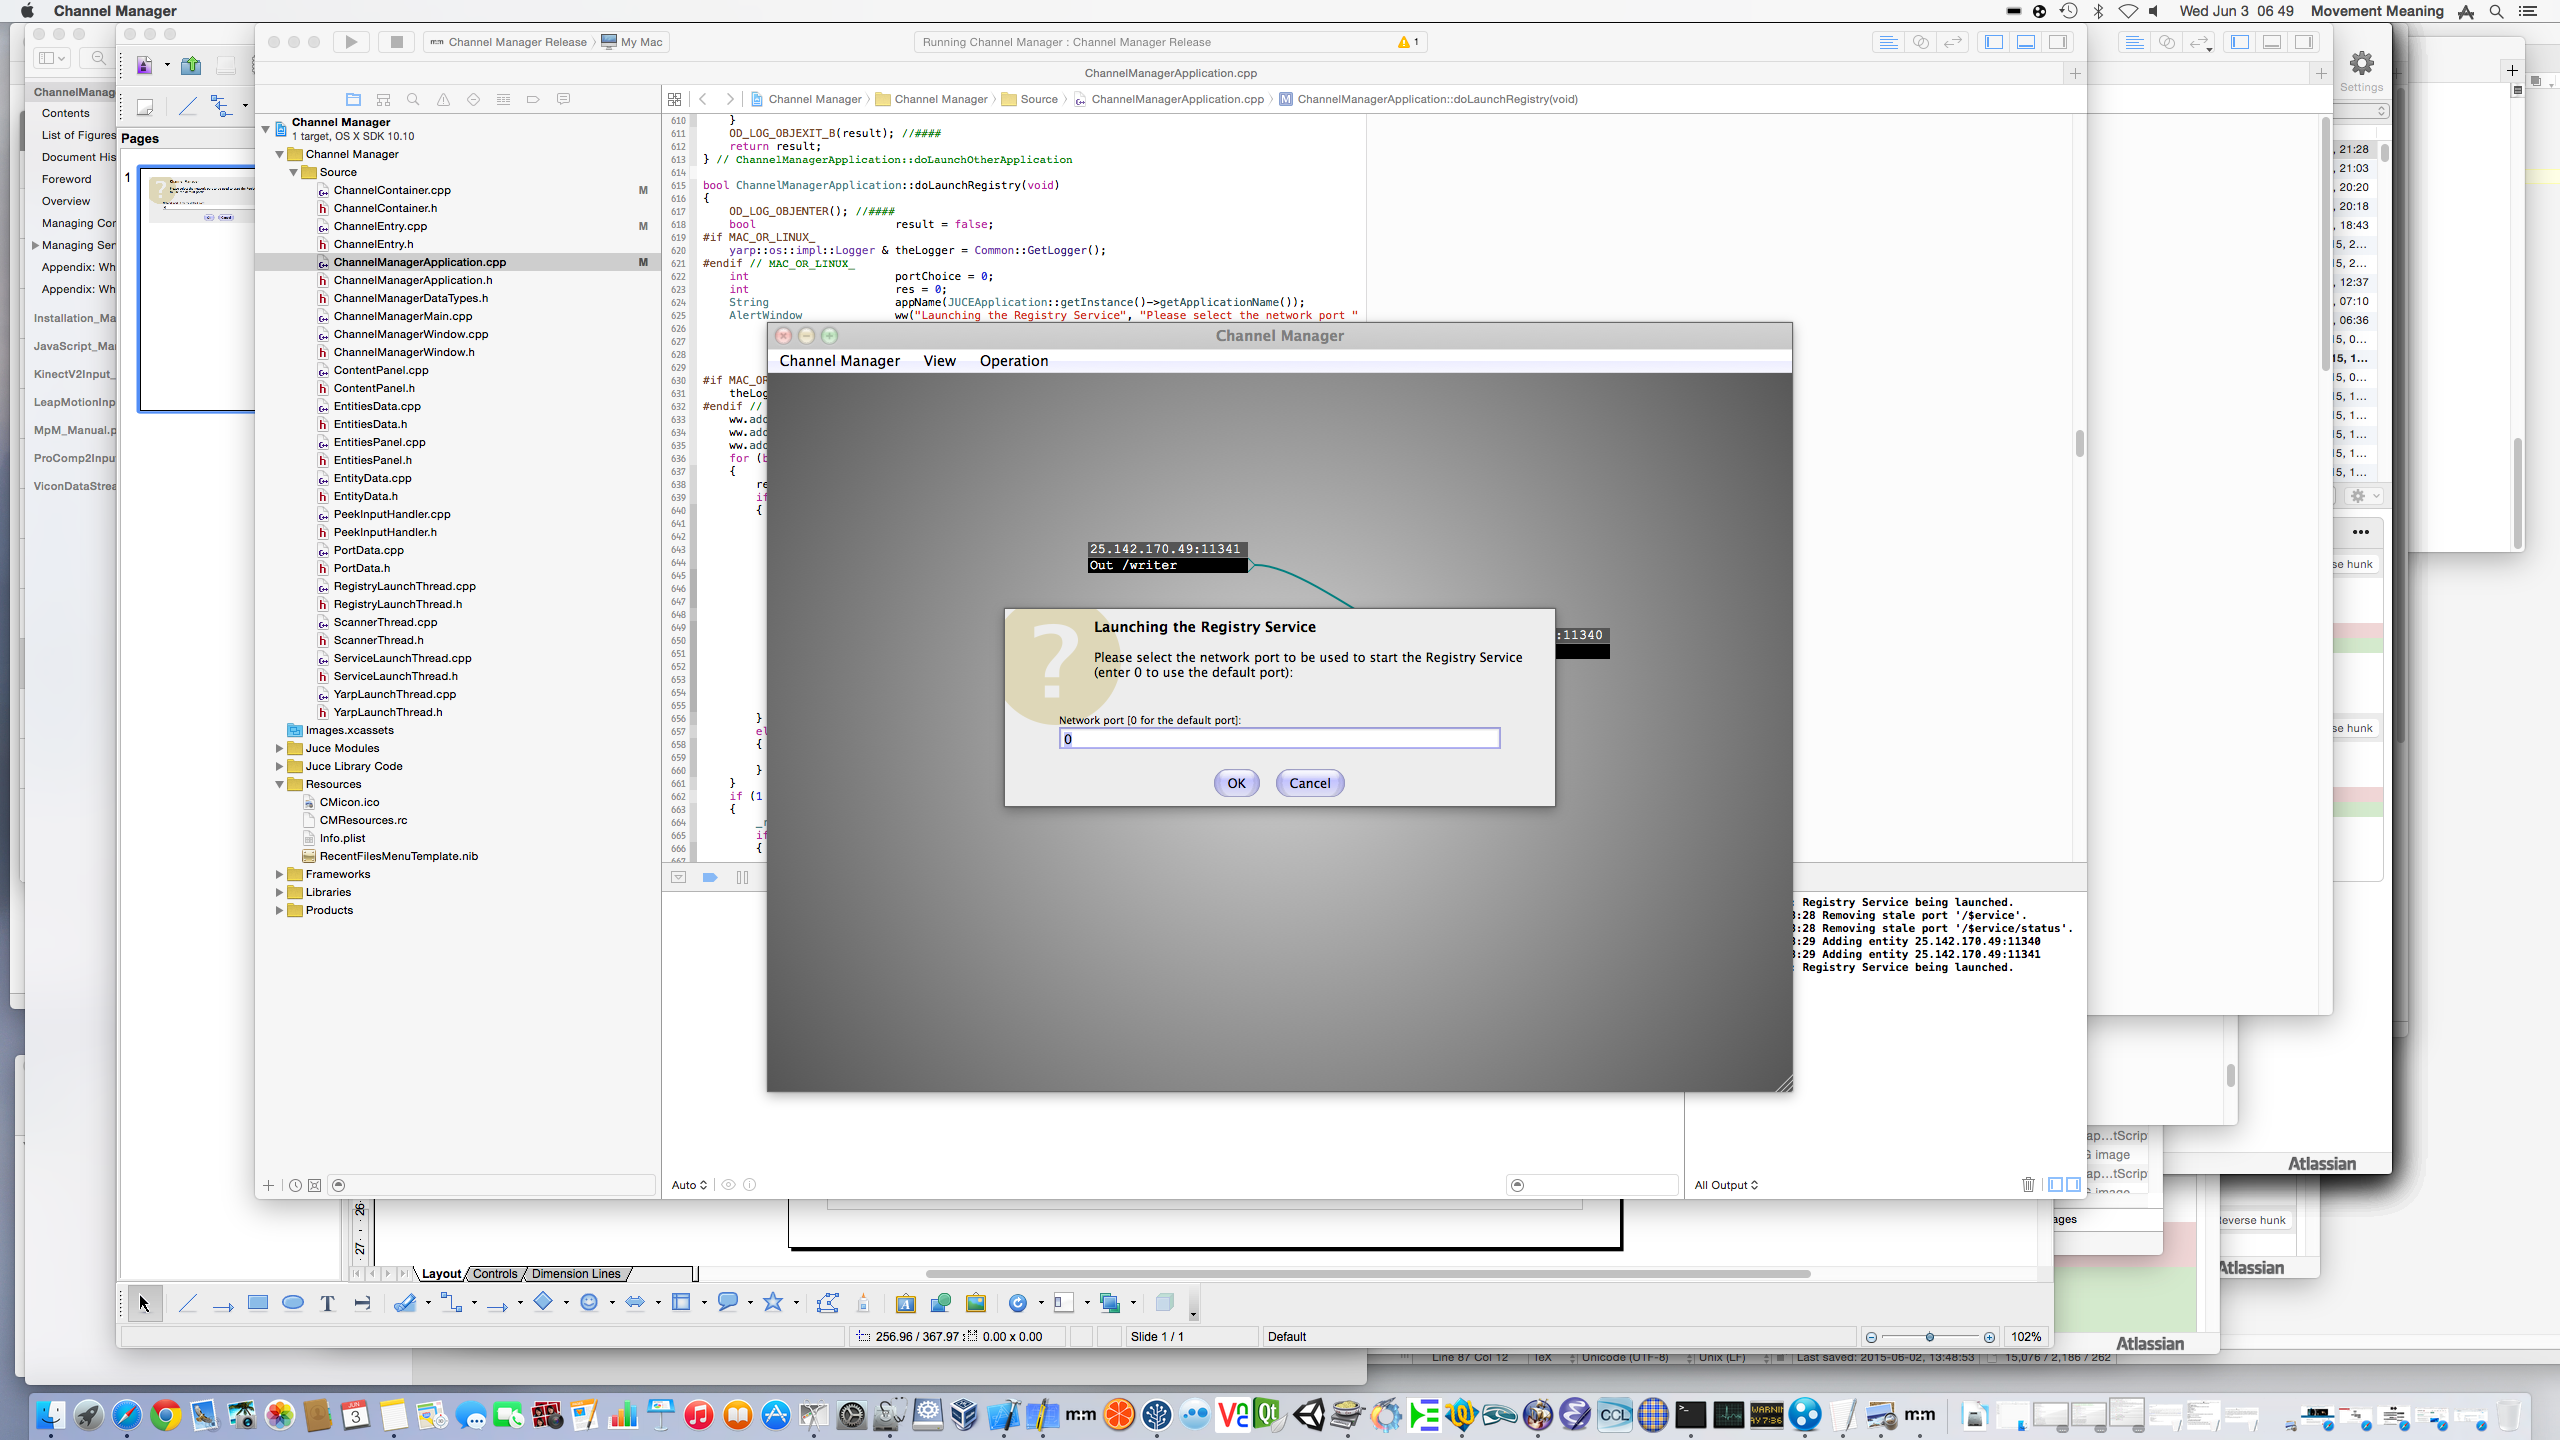 Channel Manager
Wed Jun 3 06 49 Movement Meaning
Channel Manager Release
My Mac
Running Channel Manager : Channel Manager Release
1
ChannelManagerApplication.cpp
Settings
Channel Manager
Channel Manager
Source
ChannelManagerApplication.cpp
ChannelManagerApplication::doLaunchRegistry(void)
Contents
List of Figures
Document His
Foreword
Overview
Managing Ser
Appendix: Wh
Appendix: Wh
Installation_Ma
JavaScript_Ma
KinectV2Input_
LeapMotionInp
MpM_Manual.p
ProComp2Inpu
ViconDataStrea
Pages
1
Channel Manager
1 target, OS X SDK 10.10
Channel Manager
Source
ChannelContainer.cpp M
ChannelContainer.h
ChannelEntry.cpp M
ChannelEntry.h
ChannelManagerApplication.cpp M
ChannelManagerApplication.h
ChannelManagerDataTypes.h
ChannelManagerMain.cpp
ChannelManagerWindow.cpp
ChannelManagerWindow.h
ContentPanel.cpp
ContentPanel.h
EntitiesData.cpp
EntitiesData.h
EntitiesPanel.cpp
EntitiesPanel.h
EntityData.cpp
EntityData.h
PeekInputHandler.cpp
PeekInputHandler.h
PortData.cpp
PortData.h
RegistryLaunchThread.cpp
RegistryLaunchThread.h
ScannerThread.cpp
ScannerThread.h
ServiceLaunchThread.cpp
ServiceLaunchThread.h
YarpLaunchThread.cpp
YarpLaunchThread.h
Images.xcassets
Juce Modules
Juce Library Code
Resources
CMicon.ico
CMResources.rc
Info.plist
RecentFilesMenuTemplate.nib
Frameworks
Libraries
Products
610 }
611 OD_LOG_OBJEXIT_B(result); //####
612 return result;
613 } // ChannelManagerApplication::doLaunchOtherApplication
614
615 bool ChannelManagerApplication::doLaunchRegistry(void)
616 {
617 OD_LOG_OBJENTER(); //####
618 bool result = false;
619 #if MAC_OR_LINUX_
620 yarp::os::impl::Logger & theLogger = Common::GetLogger();
621 #endif // MAC_OR_LINUX_
622 int portChoice = 0;
623 int res = 0;
624 String appName(JUCEApplication::getInstance()->getApplicationName());
625 AlertWindow ww("Launching the Registry Service", "Please select the network port "
626
627
628
629
630 #if MAC_OR
631 theLog
632 #endif //
633 ww.add
634 ww.add
635 ww.add
636 for (b
637 {
638 re
639 if
640 {
641
642
643
644
645
646
647
648
649
650
651
652
653
654
655
656 }
657 el
658 {
659
660 }
661 }
662 if (1
663 {
664
665 if
666 {
Channel Manager
Channel Manager View Operation
25.142.170.49:11341
Out /writer
:11340
Launching the Registry Service
Please select the network port to be used to start the Registry Service
(enter 0 to use the default port):
Network port [0 for the default port]:
0
OK Cancel
Registry Service being launched.
:28 Removing stale port '/$service'.
:28 Removing stale port '/$service/status'.
:29 Adding entity 25.142.170.49:11340
:29 Adding entity 25.142.170.49:11341
Registry Service being launched.
, 21:28
, 21:03
, 20:20
, 20:18
, 18:43
15, 2...
15, 2...
, 12:37
, 07:10
, 06:36
15, 0...
15, 1...
15, 0...
15, 1...
15, 1...
15, 1...
15, 1...
15, 1...
se hunk
se hunk
ap...tScrip
G image
ap...tScrip
Atlassian
ages
Reverse hunk
Atlassian
Atlassian
Auto
All Output
26
27
Layout Controls Dimension Lines
256.96 / 367.97
0.00 x 0.00
Slide 1 / 1
Default
102%
Line 87 Col 12 TeX Unicode (UTF-8) Unix (LF) Last saved: 2015-06-02, 13:48:53 15,076 / 2,186 / 262
JUN
3
m:m
Qt
CCL
WARNIN
m:m